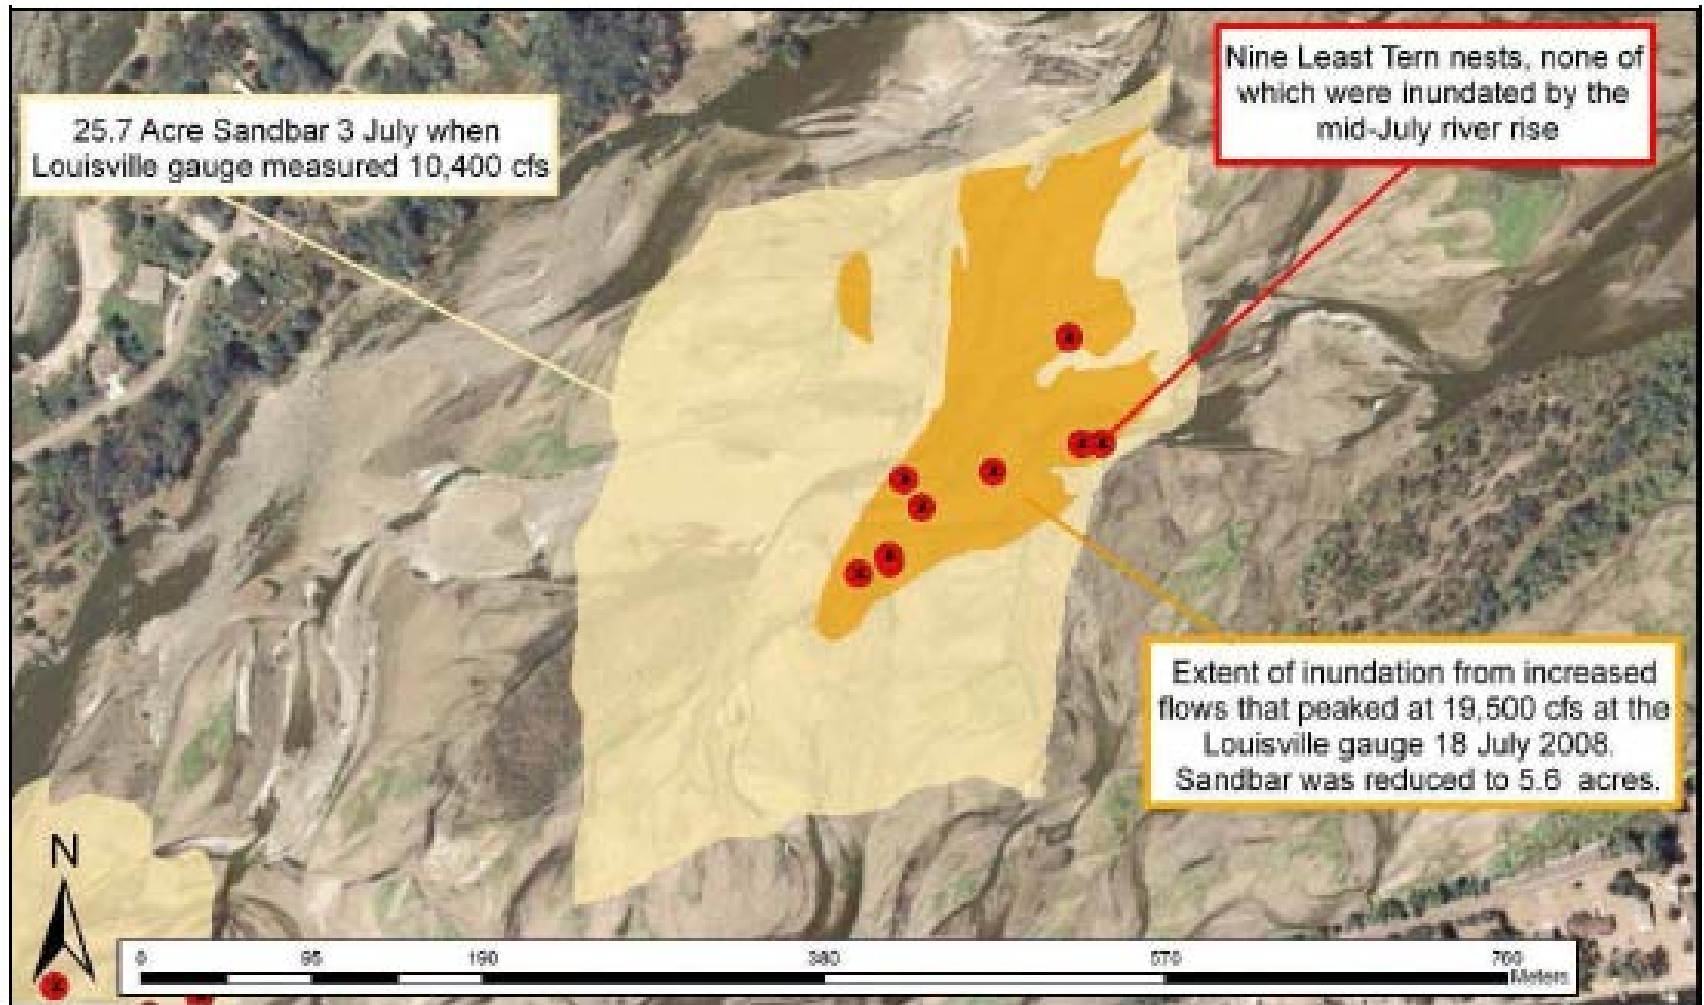 Nine Least Tern nests, none of
which were inundated by the
mid-July river rise
25.7 Acre Sandbar 3 July when
Louisville gauge measured 10,400 cfs
Extent of inundation from increased
flows that peaked at 19,500 cfs at the
Louisville gauge 18 July 2008.
Sandbar was reduced to 5.6 acres.
N
0 95 190 380 570 760
Meters